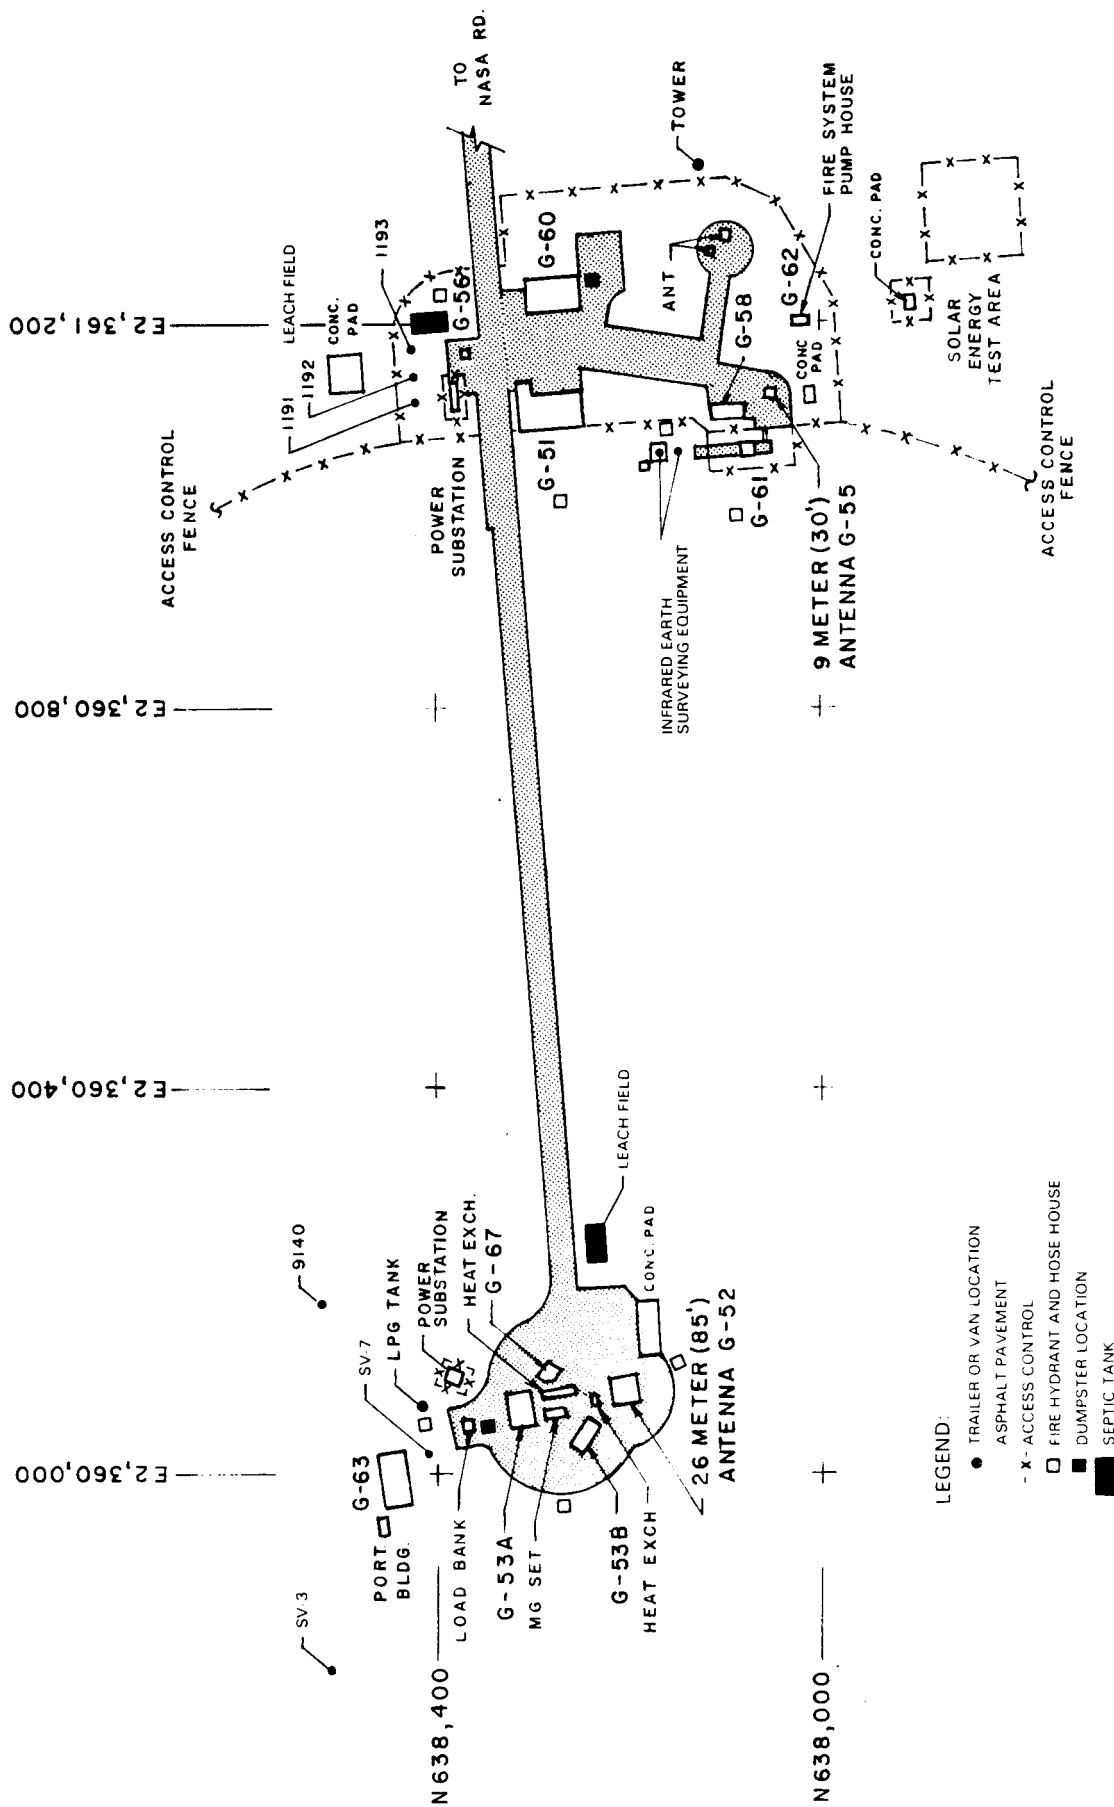 E2,361,200
E2,360,800
E2,360,400
E2,360,000
N638,400
N638,000
TO
NASA RD.
TOWER
FIRE SYSTEM
PUMP HOUSE
CONC. PAD
SOLAR
ENERGY
TEST AREA
ACCESS CONTROL
FENCE
1193
G-56
G-60
ANT
G-62
G-58
CONC
PAD
LEACH FIELD
CONC.
PAD
1192
1191
ACCESS CONTROL
FENCE
POWER
SUBSTATION
G-51
G-61
INFRARED EARTH
SURVEYING EQUIPMENT
9 METER (30')
ANTENNA G-55
LEACH FIELD
CONC. PAD
9140
SV-7
LPG TANK
POWER
SUBSTATION
HEAT EXCH.
G-67
26 METER (85')
ANTENNA G-52
G-63
PORT.
BLDG.
LOAD BANK
G-53A
MG SET
G-53B
HEAT EXCH
SV-3
LEGEND:
TRAILER OR VAN LOCATION
ASPHALT PAVEMENT
-X- ACCESS CONTROL
FIRE HYDRANT AND HOSE HOUSE
DUMPSTER LOCATION
SEPTIC TANK